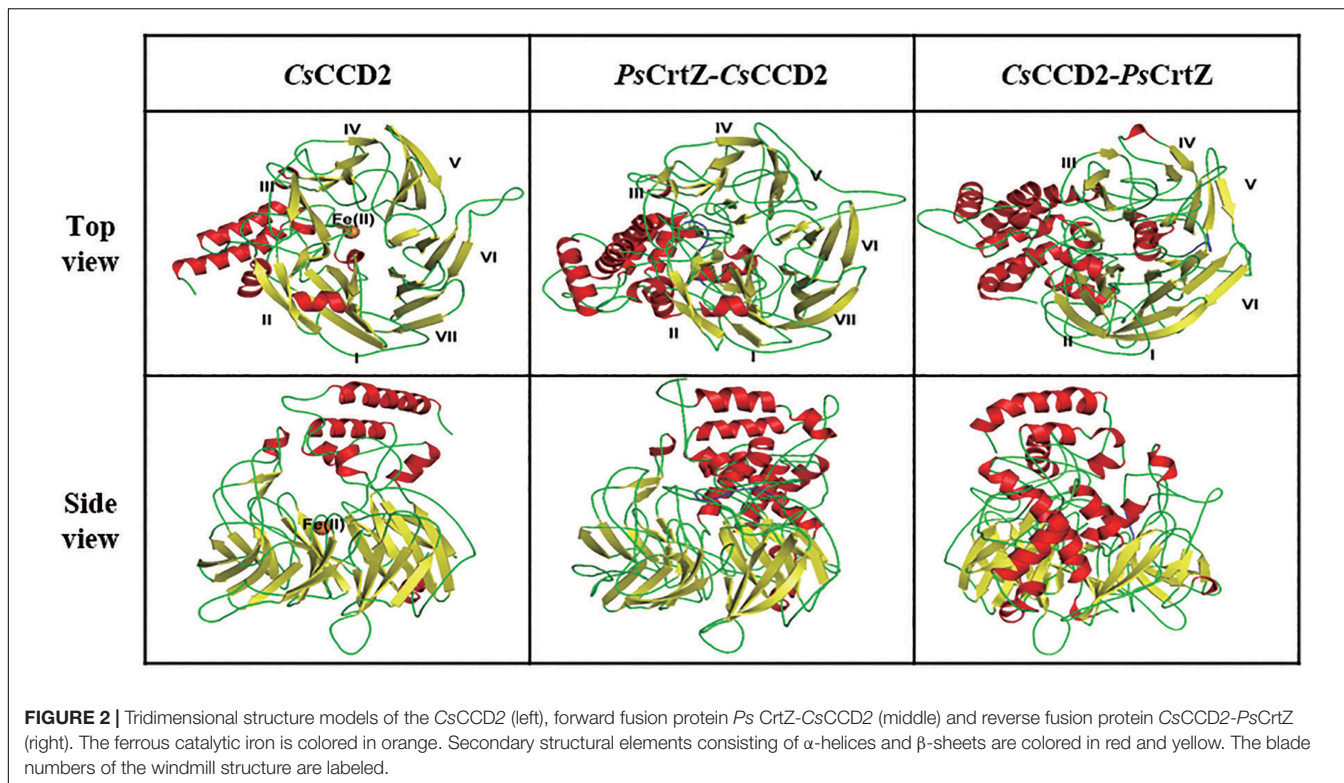 CsCCD2
PsCrtZ-CsCCD2
CsCCD2-PsCrtZ
Top
view
IV
V
III
Fe(II)
VI
II
VII
I
IV
V
III
VI
II
VII
I
IV
III
V
VI
II
I
Side
view
Fe(II)
FIGURE 2 | Tridimensional structure models of the CsCCD2 (left), forward fusion protein Ps CrtZ-CsCCD2 (middle) and reverse fusion protein CsCCD2-PsCrtZ
(right). The ferrous catalytic iron is colored in orange. Secondary structural elements consisting of α-helices and β-sheets are colored in red and yellow. The blade
numbers of the windmill structure are labeled.